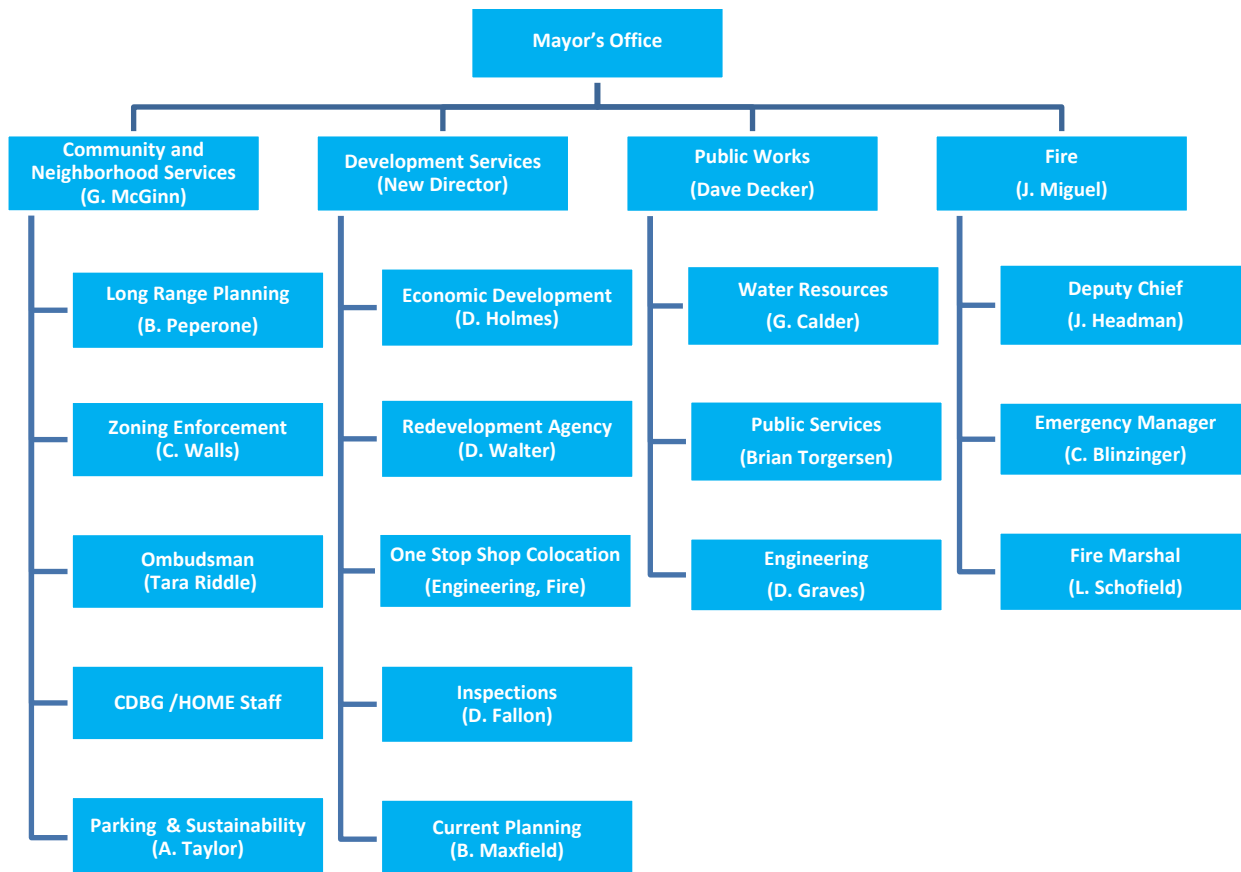 Mayor’s Office
Community and
Neighborhood Services
(G. McGinn)
Development Services
(New Director)
Public Works
(Dave Decker)
Fire
(J. Miguel)
Long Range Planning
(B. Peperone)
Zoning Enforcement
(C. Walls)
Ombudsman
(Tara Riddle)
CDBG /HOME Staff
Parking & Sustainability
(A. Taylor)
Economic Development
(D. Holmes)
Redevelopment Agency
(D. Walter)
One Stop Shop Colocation
(Engineering, Fire)
Inspections
(D. Fallon)
Current Planning
(B. Maxfield)
Water Resources
(G. Calder)
Public Services
(Brian Torgersen)
Engineering
(D. Graves)
Deputy Chief
(J. Headman)
Emergency Manager
(C. Blinzinger)
Fire Marshal
(L. Schofield)